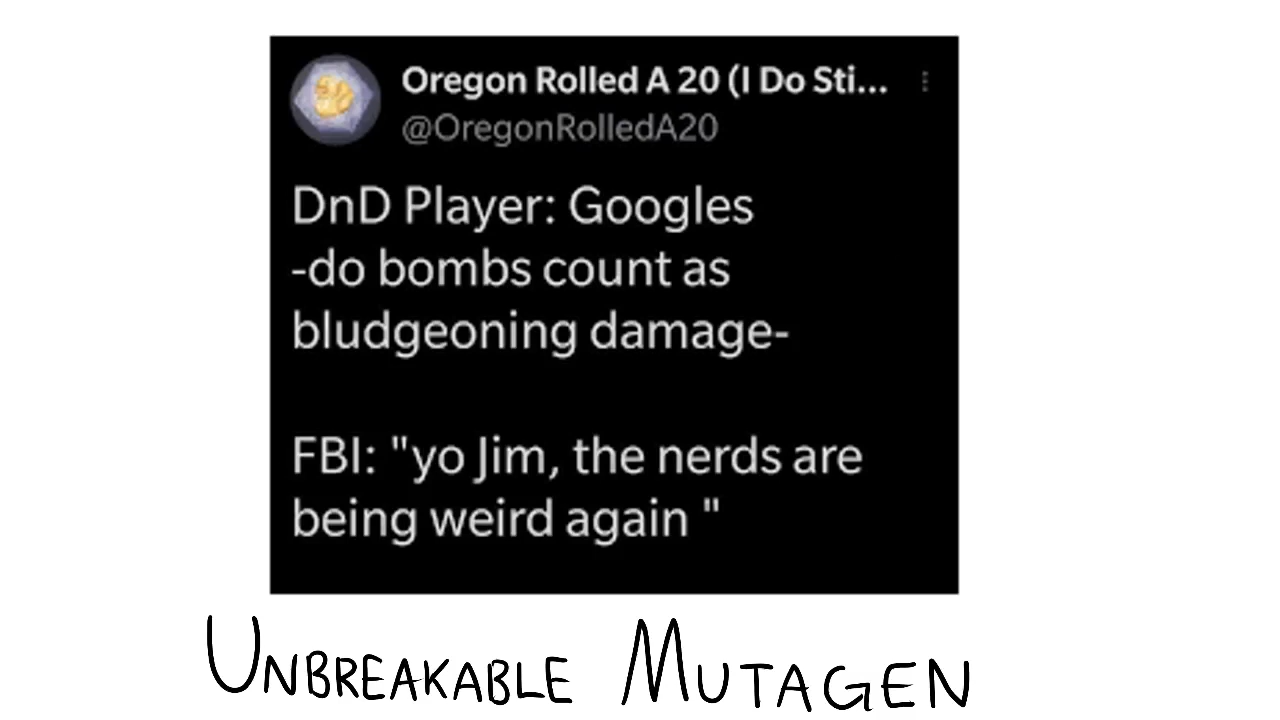 Oregon Rolled A 20 (I Do Sti...
@OregonRolledA20
DnD Player: Googles
-do bombs count as
bludgeoning damage-
FBI: "yo Jim, the nerds are
being weird again "
UNBREAKABLE MUTAGEN